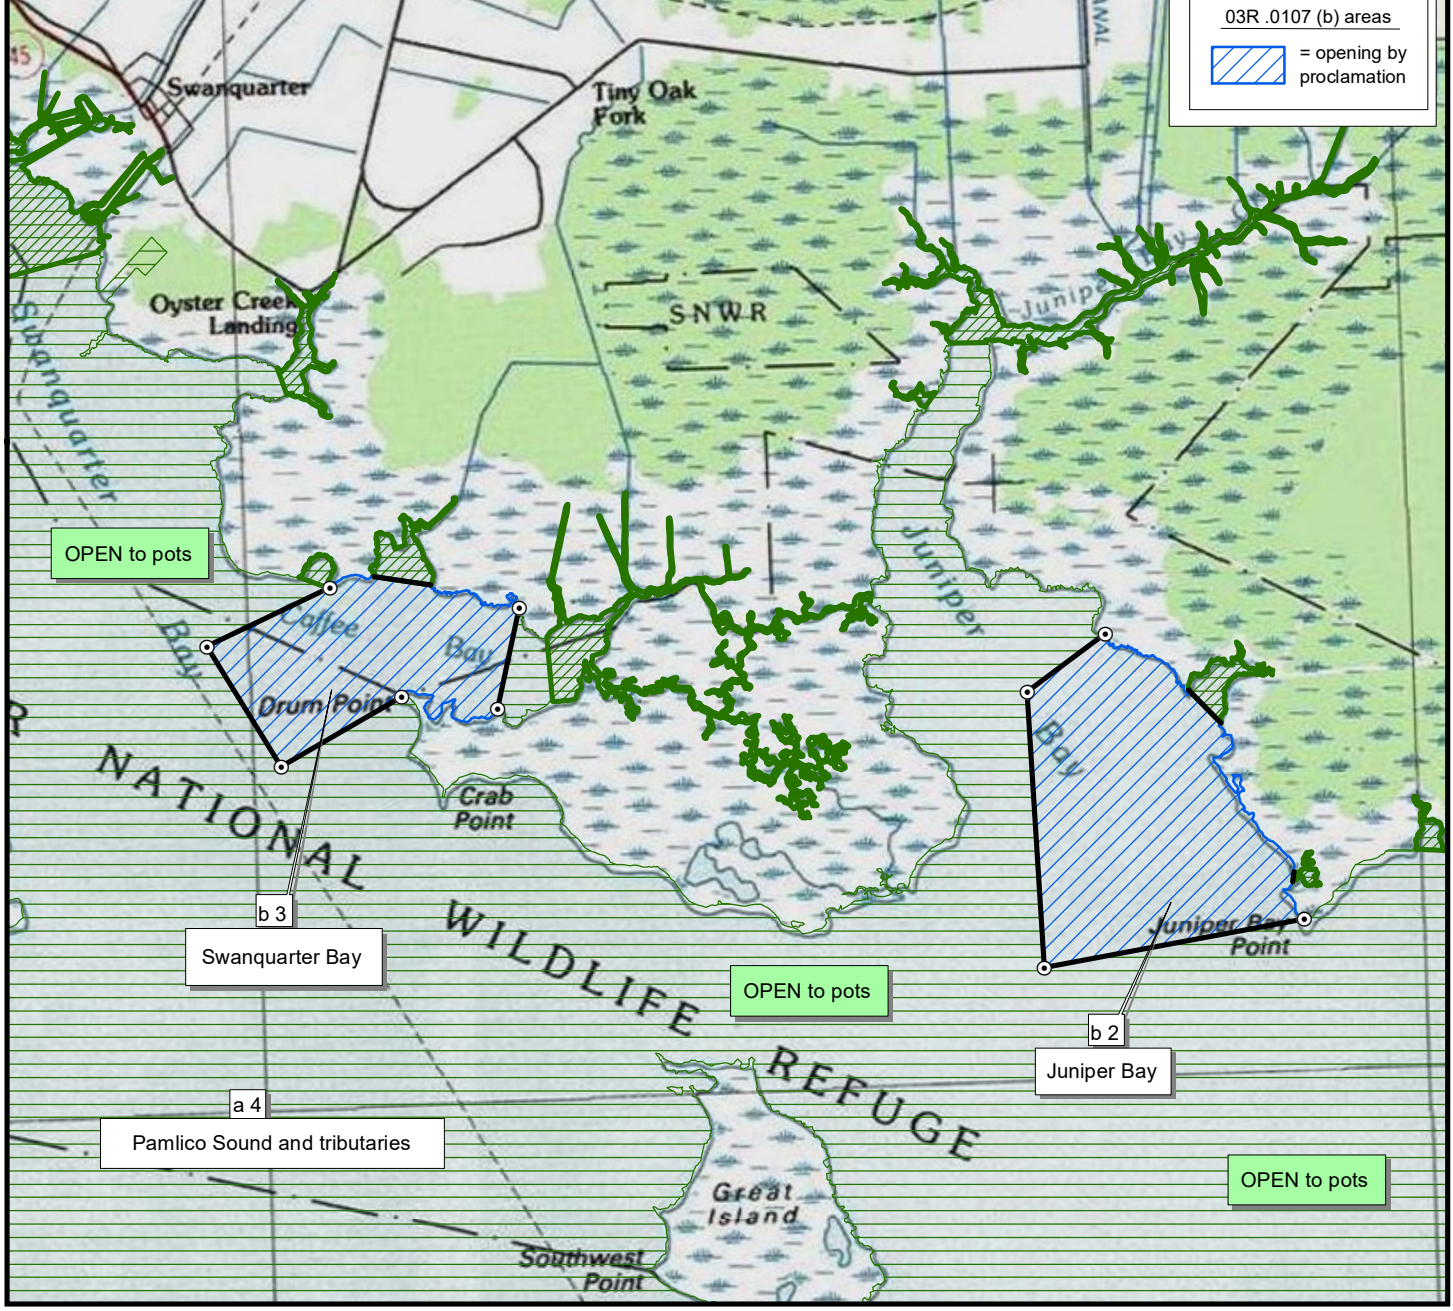 03R .0107 (b) areas
= opening by
proclamation
45
Swanquarter
Tiny Oak
Fork
Oyster Creek
Landing
SNWR
Juniper
Swanquarter
Bay
OPEN to pots
Juniper
Bay
Caffee
Bay
Drum Point
R
NATIONAL
WILDLIFE
REFUGE
Crab
Point
b 3
Swanquarter Bay
OPEN to pots
Juniper Bay
Point
b 2
Juniper Bay
a 4
Pamlico Sound and tributaries
OPEN to pots
Great
Island
Southwest
Point